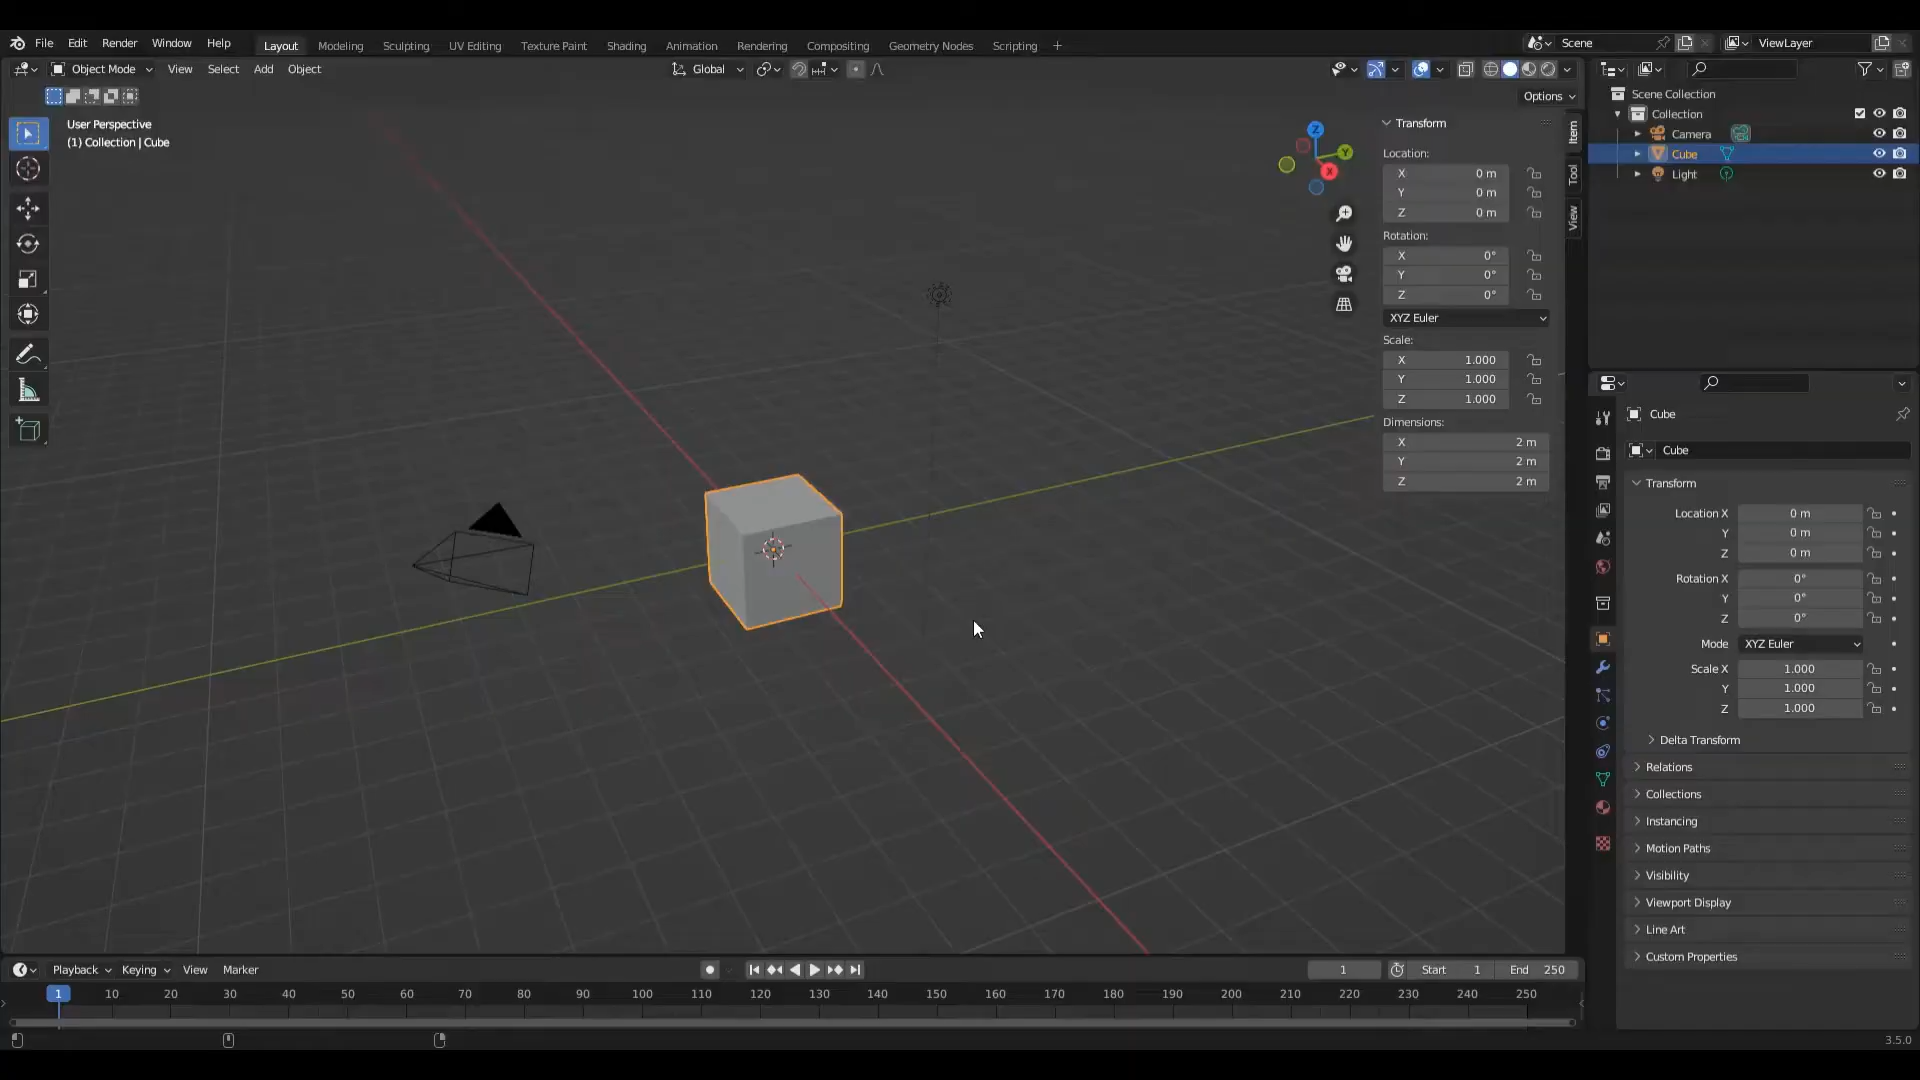 File Edit Render Window Help Layout Modeling Sculpting UV Editing Texture Paint Shading Animation Rendering Compositing Geometry Nodes Scripting + Scene ViewLayer
Object Mode View Select Add Object Global
Options
User Perspective
(1) Collection | Cube
Z
Y
X
Transform
Location:
X 0 m
Y 0 m
Z 0 m
Rotation:
X 0°
Y 0°
Z 0°
XYZ Euler
Scale:
X 1.000
Y 1.000
Z 1.000
Dimensions:
X 2 m
Y 2 m
Z 2 m
Item
Tool
View
Scene Collection
Collection
Camera
Cube
Light
Cube
Cube
Transform
Location X 0 m
Y 0 m
Z 0 m
Rotation X 0°
Y 0°
Z 0°
Mode XYZ Euler
Scale X 1.000
Y 1.000
Z 1.000
Delta Transform
Relations
Collections
Instancing
Motion Paths
Visibility
Viewport Display
Line Art
Custom Properties
Playback Keying View Marker 1 Start 1 End 250
1 10 20 30 40 50 60 70 80 90 100 110 120 130 140 150 160 170 180 190 200 210 220 230 240 250
3.5.0